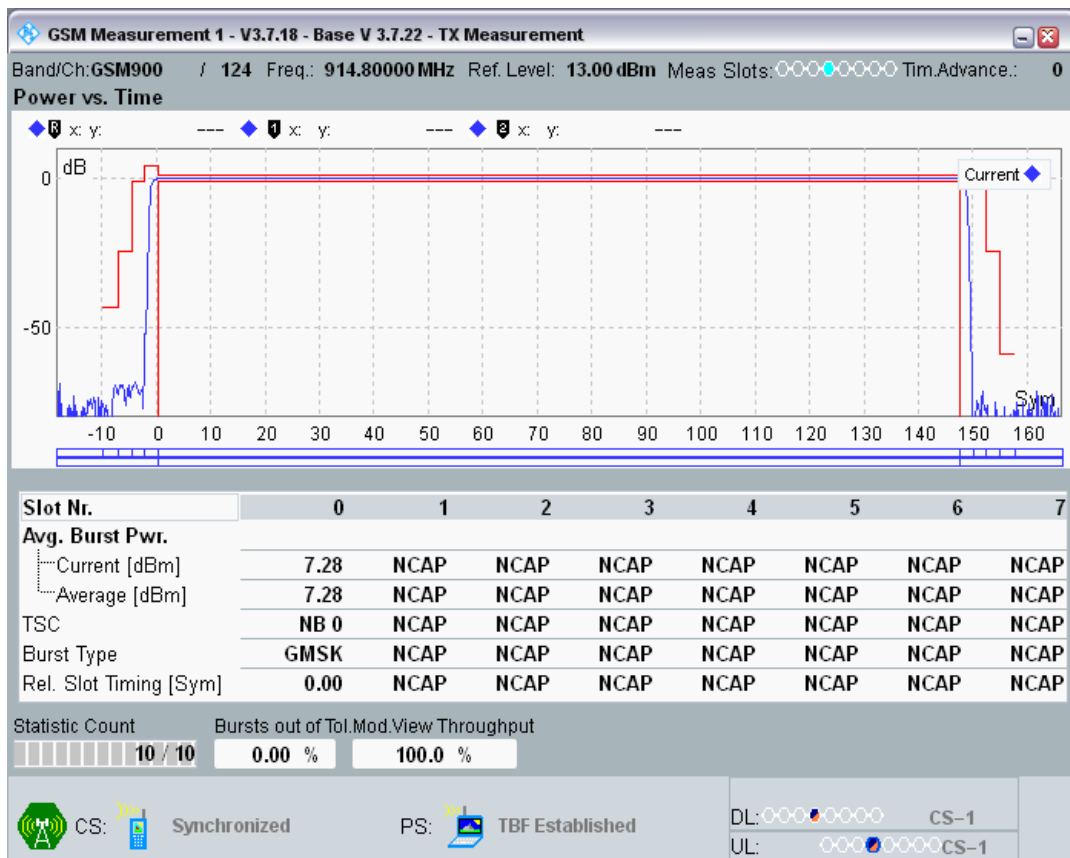 GSM Measurement 1 - V3.7.18 - Base V 3.7.22 - TX Measurement
Band/Ch:GSM900 / 124 Freq.: 914.80000 MHz Ref. Level: 13.00 dBm Meas Slots: Tim.Advance.: 0
Power vs. Time
R x: y: --- 1 x: y: --- 2 x: y: ---
dB
Current
0
-50
Sym
-10 0 10 20 30 40 50 60 70 80 90 100 110 120 130 140 150 160
Slot Nr. 0 1 2 3 4 5 6 7
Avg. Burst Pwr.
Current [dBm] 7.28 NCAP NCAP NCAP NCAP NCAP NCAP NCAP
Average [dBm] 7.28 NCAP NCAP NCAP NCAP NCAP NCAP NCAP
TSC NB 0 NCAP NCAP NCAP NCAP NCAP NCAP NCAP
Burst Type GMSK NCAP NCAP NCAP NCAP NCAP NCAP NCAP
Rel. Slot Timing [Sym] 0.00 NCAP NCAP NCAP NCAP NCAP NCAP NCAP
Statistic Count Bursts out of Tol.Mod.View Throughput
10 / 10 0.00 % 100.0 %
CS: Synchronized PS: TBF Established
DL: CS-1
UL: CS-1